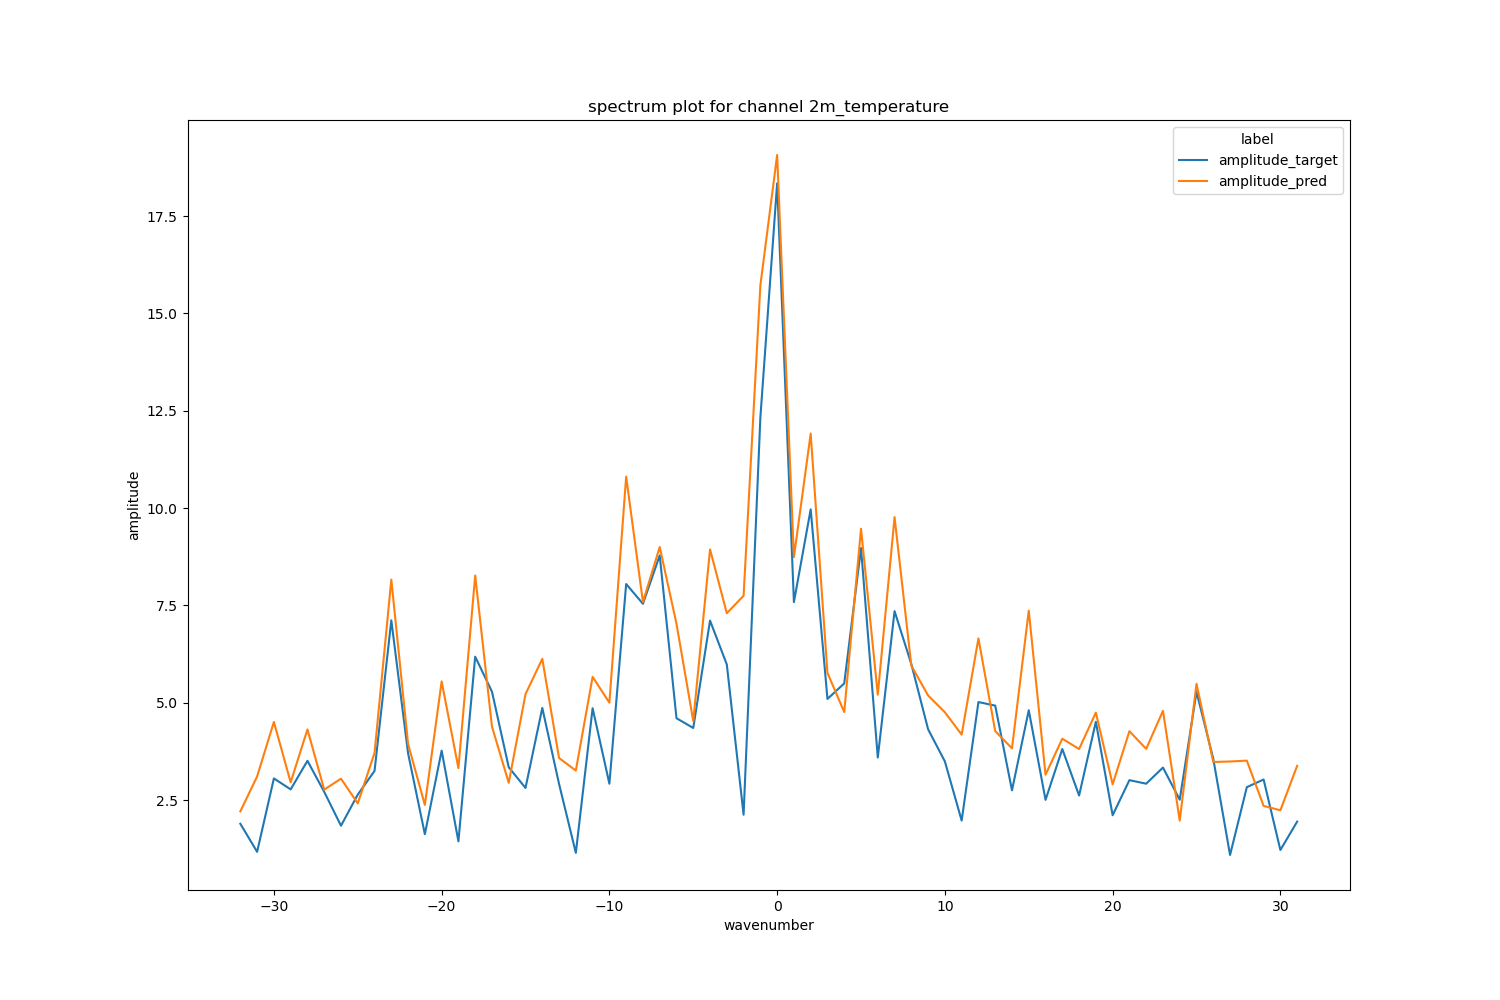 spectrum plot for channel 2m_temperature
label
amplitude_target
amplitude_pred
amplitude
17.5
15.0
12.5
10.0
7.5
5.0
2.5
−30
−20
−10
0
10
20
30
wavenumber